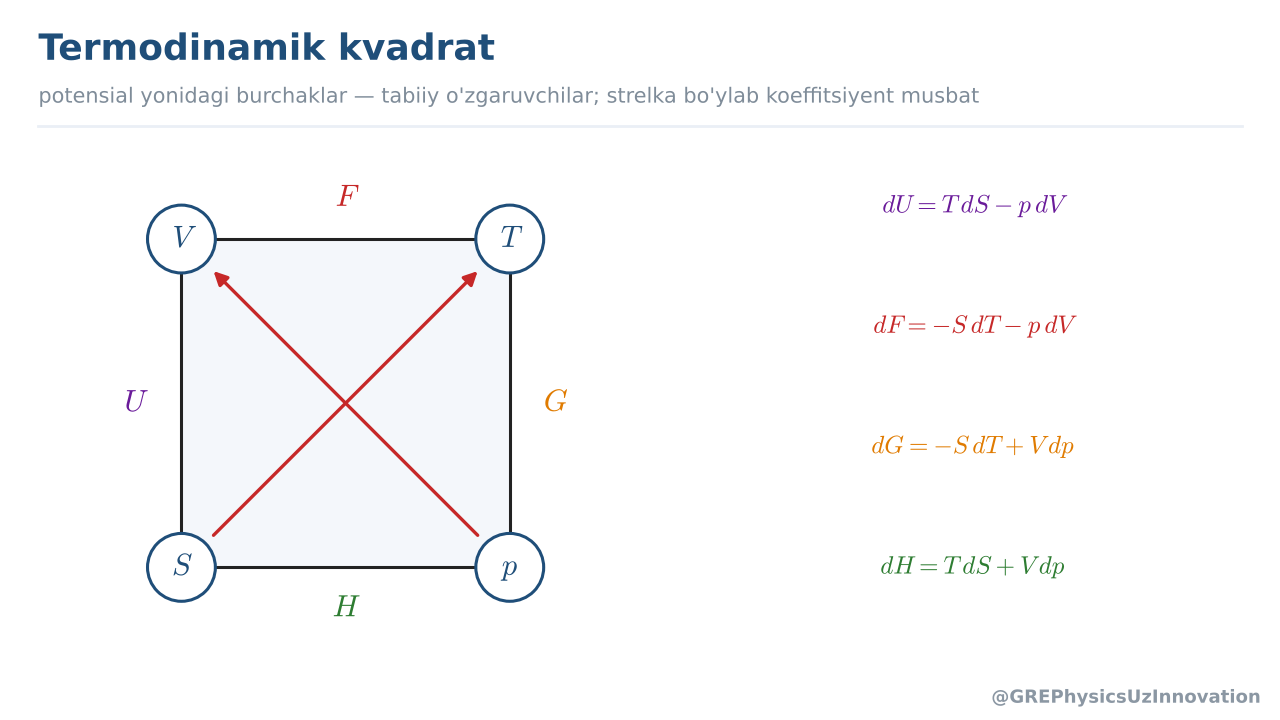 Termodinamik kvadrat
potensial yonidagi burchaklar — tabiiy o'zgaruvchilar; strelka bo'ylab koeffitsiyent musbat
F
V
T
U
G
S
p
H
dU = T dS − p dV
dF = −S dT − p dV
dG = −S dT + V dp
dH = T dS + V dp
@GREPhysicsUzInnovation